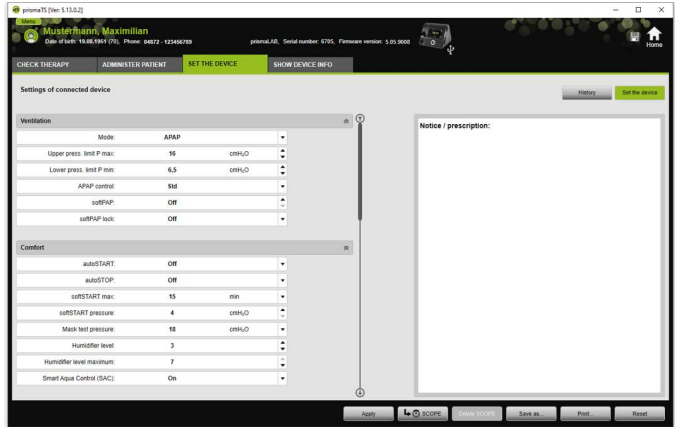 prismaTS [Ver: 5.13.0.2]
Menu
Mustermann, Maximilian
Date of birth: 19.08.1951 (70), Phone: 04872 - 123456789
prismaLAB, Serial number: 6705, Firmware version: 5.05.9008
Home
CHECK THERAPY ADMINISTER PATIENT SET THE DEVICE SHOW DEVICE INFO
Settings of connected device
History Set the device
Ventilation
Mode: APAP
Upper press. limit P max: 16 cmH₂O
Lower press. limit P min: 6,5 cmH₂O
APAP control: Std
softPAP: Off
softPAP lock: Off
Comfort
autoSTART: Off
autoSTOP: Off
softSTART max: 15 min
softSTART pressure: 4 cmH₂O
Mask test pressure: 18 cmH₂O
Humidifier level: 3
Humidifier level maximum: 7
Smart Aqua Control (SAC): On
Notice / prescription:
Apply SCOPE Delete SCOPE Save as... Print... Reset